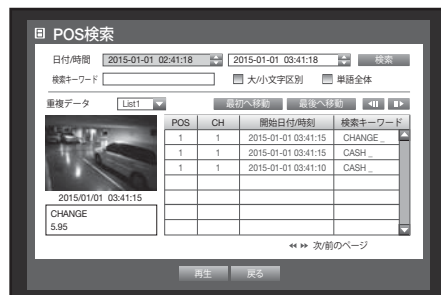 POS検索
日付/時間 2015-01-01 02:41:18 2015-01-01 03:41:18 検索
検索キーワード 大/小文字区別 単語全体
重複データ List1 最初へ移動 最後へ移動
POS CH 開始日付/時刻 検索キーワード
1 1 2015-01-01 03:41:15 CHANGE _
1 1 2015-01-01 03:41:15 CASH _
1 1 2015-01-01 03:41:10 CASH _
2015/01/01 03:41:15
CHANGE
5.95
次/前のページ
再生 戻る